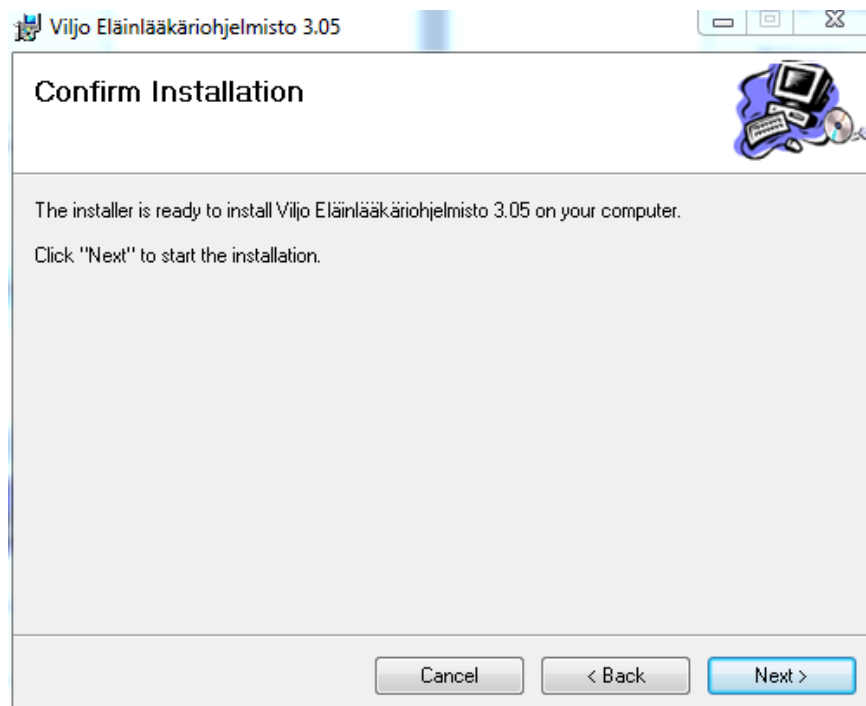 Viljo Eläinlääkäriohjelmisto 3.05
Confirm Installation
The installer is ready to install Viljo Eläinlääkäriohjelmisto 3.05 on your computer.
Click "Next" to start the installation.
Cancel
< Back
Next >